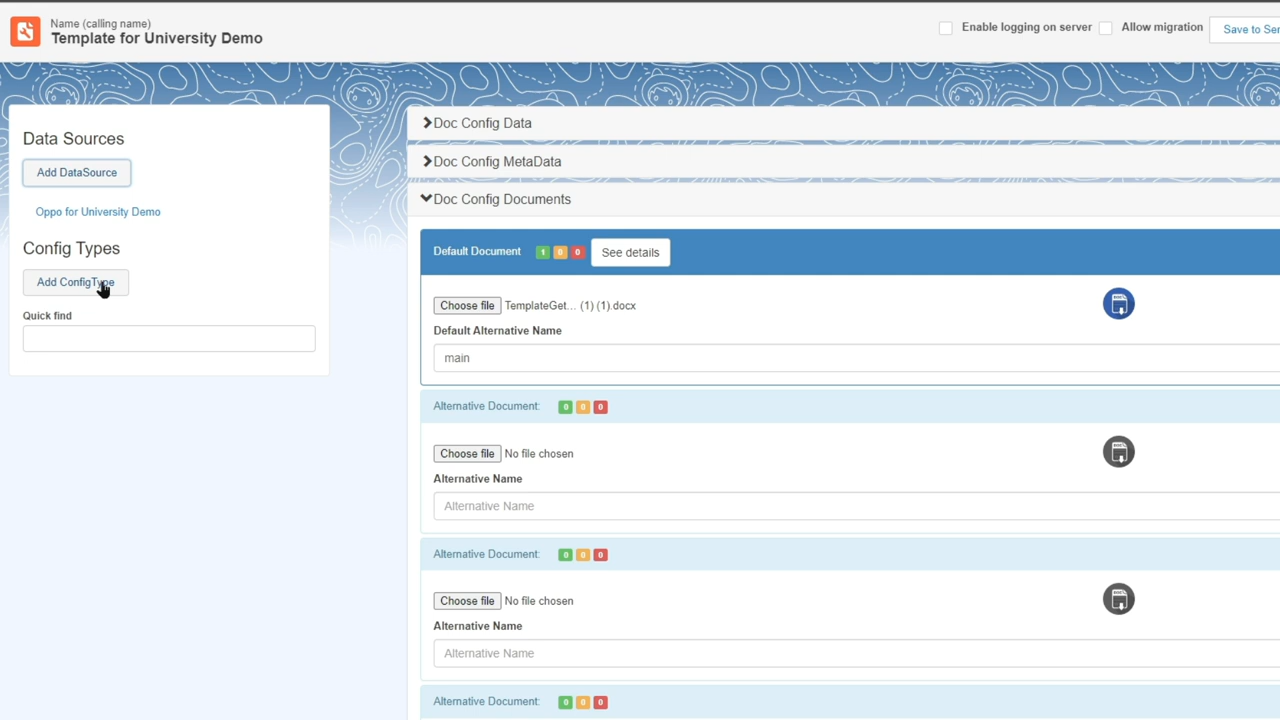 Name (calling name)
Template for University Demo
Enable logging on server
Allow migration
Save to Ser
Data Sources
Add DataSource
Oppo for University Demo
Config Types
Add ConfigType
Quick find
Doc Config Data
Doc Config MetaData
Doc Config Documents
Default Document 1 0 0 See details
Choose file TemplateGet... (1) (1).docx
Default Alternative Name
main
Alternative Document: 0 0 0
Choose file No file chosen
Alternative Name
Alternative Name
Alternative Document: 0 0 0
Choose file No file chosen
Alternative Name
Alternative Name
Alternative Document: 0 0 0